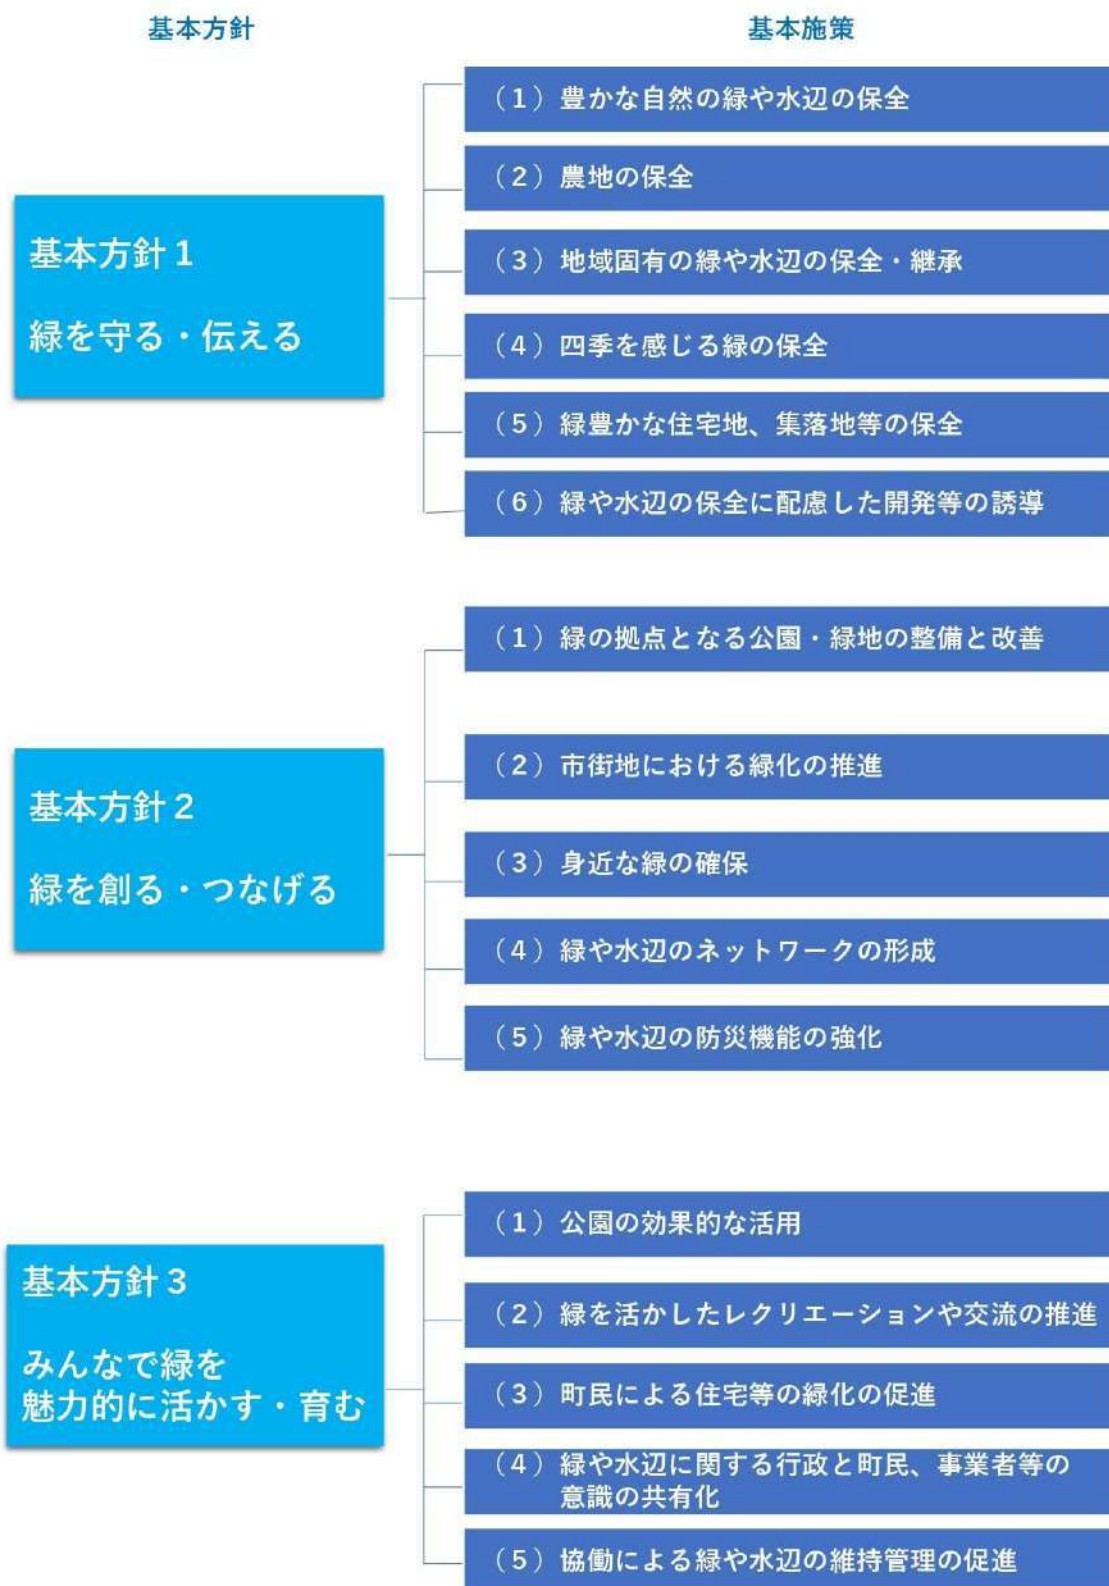 基本方針
基本施策
基本方針1
緑を守る・伝える
（1）豊かな自然の緑や水辺の保全
（2）農地の保全
（3）地域固有の緑や水辺の保全・継承
（4）四季を感じる緑の保全
（5）緑豊かな住宅地、集落地等の保全
（6）緑や水辺の保全に配慮した開発等の誘導
基本方針2
緑を創る・つなげる
（1）緑の拠点となる公園・緑地の整備と改善
（2）市街地における緑化の推進
（3）身近な緑の確保
（4）緑や水辺のネットワークの形成
（5）緑や水辺の防災機能の強化
基本方針3
みんなで緑を
魅力的に活かす・育む
（1）公園の効果的な活用
（2）緑を活かしたレクリエーションや交流の推進
（3）町民による住宅等の緑化の促進
（4）緑や水辺に関する行政と町民、事業者等の
意識の共有化
（5）協働による緑や水辺の維持管理の促進